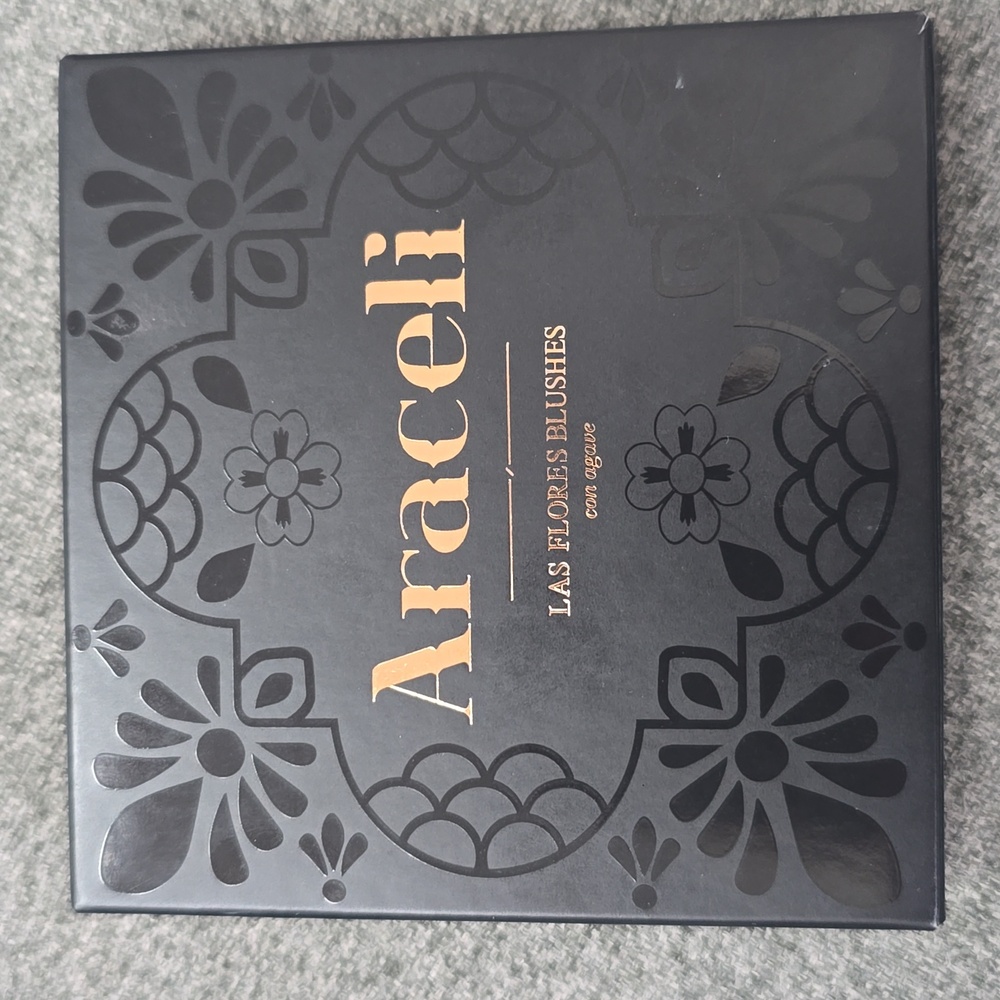 Araceli
LAS FLORES BLUSHES
con agave